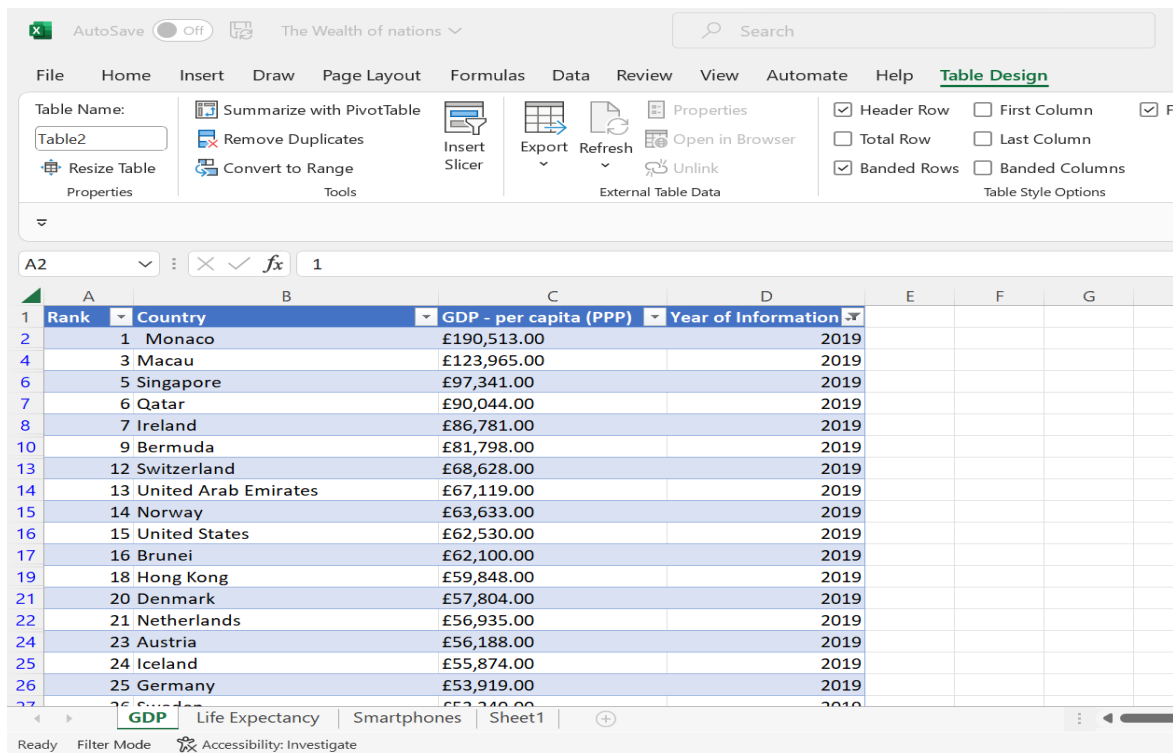 AutoSave Off The Wealth of nations Search
File Home Insert Draw Page Layout Formulas Data Review View Automate Help Table Design
Table Name:
Table2
Resize Table
Properties
Summarize with PivotTable
Remove Duplicates
Convert to Range
Tools
Insert
Slicer
Export
Refresh
Properties
Open in Browser
Unlink
External Table Data
Header Row First Column F
Total Row Last Column
Banded Rows Banded Columns
Table Style Options
A2 fx 1
A B C D E F G
1 Rank Country GDP - per capita (PPP) Year of Information
2 1 Monaco £190,513.00 2019
4 3 Macau £123,965.00 2019
6 5 Singapore £97,341.00 2019
7 6 Qatar £90,044.00 2019
8 7 Ireland £86,781.00 2019
10 9 Bermuda £81,798.00 2019
13 12 Switzerland £68,628.00 2019
14 13 United Arab Emirates £67,119.00 2019
15 14 Norway £63,633.00 2019
16 15 United States £62,530.00 2019
17 16 Brunei £62,100.00 2019
19 18 Hong Kong £59,848.00 2019
21 20 Denmark £57,804.00 2019
22 21 Netherlands £56,935.00 2019
24 23 Austria £56,188.00 2019
25 24 Iceland £55,874.00 2019
26 25 Germany £53,919.00 2019
GDP Life Expectancy Smartphones Sheet1
Ready Filter Mode Accessibility: Investigate